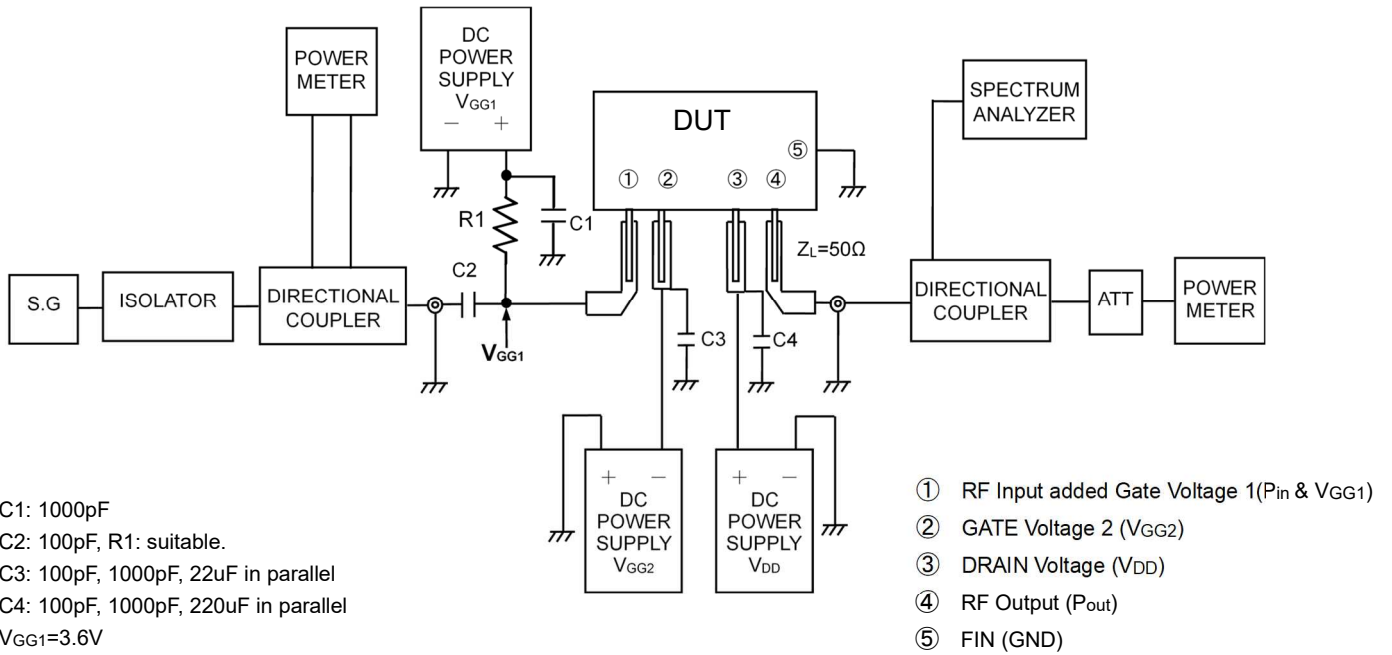 POWER
METER
DC
POWER
SUPPLY
VGG1
− +
DUT
⑤
① ② ③ ④
SPECTRUM
ANALYZER
R1
C1
ZL=50Ω
C2
S.G
ISOLATOR
DIRECTIONAL
COUPLER
VGG1
C3
C4
DIRECTIONAL
COUPLER
ATT
POWER
METER
+ −
DC
POWER
SUPPLY
VGG2
+ −
DC
POWER
SUPPLY
VDD
C1: 1000pF
C2: 100pF, R1: suitable.
C3: 100pF, 1000pF, 22uF in parallel
C4: 100pF, 1000pF, 220uF in parallel
VGG1=3.6V
① RF Input added Gate Voltage 1(Pin & VGG1)
② GATE Voltage 2 (VGG2)
③ DRAIN Voltage (VDD)
④ RF Output (Pout)
⑤ FIN (GND)